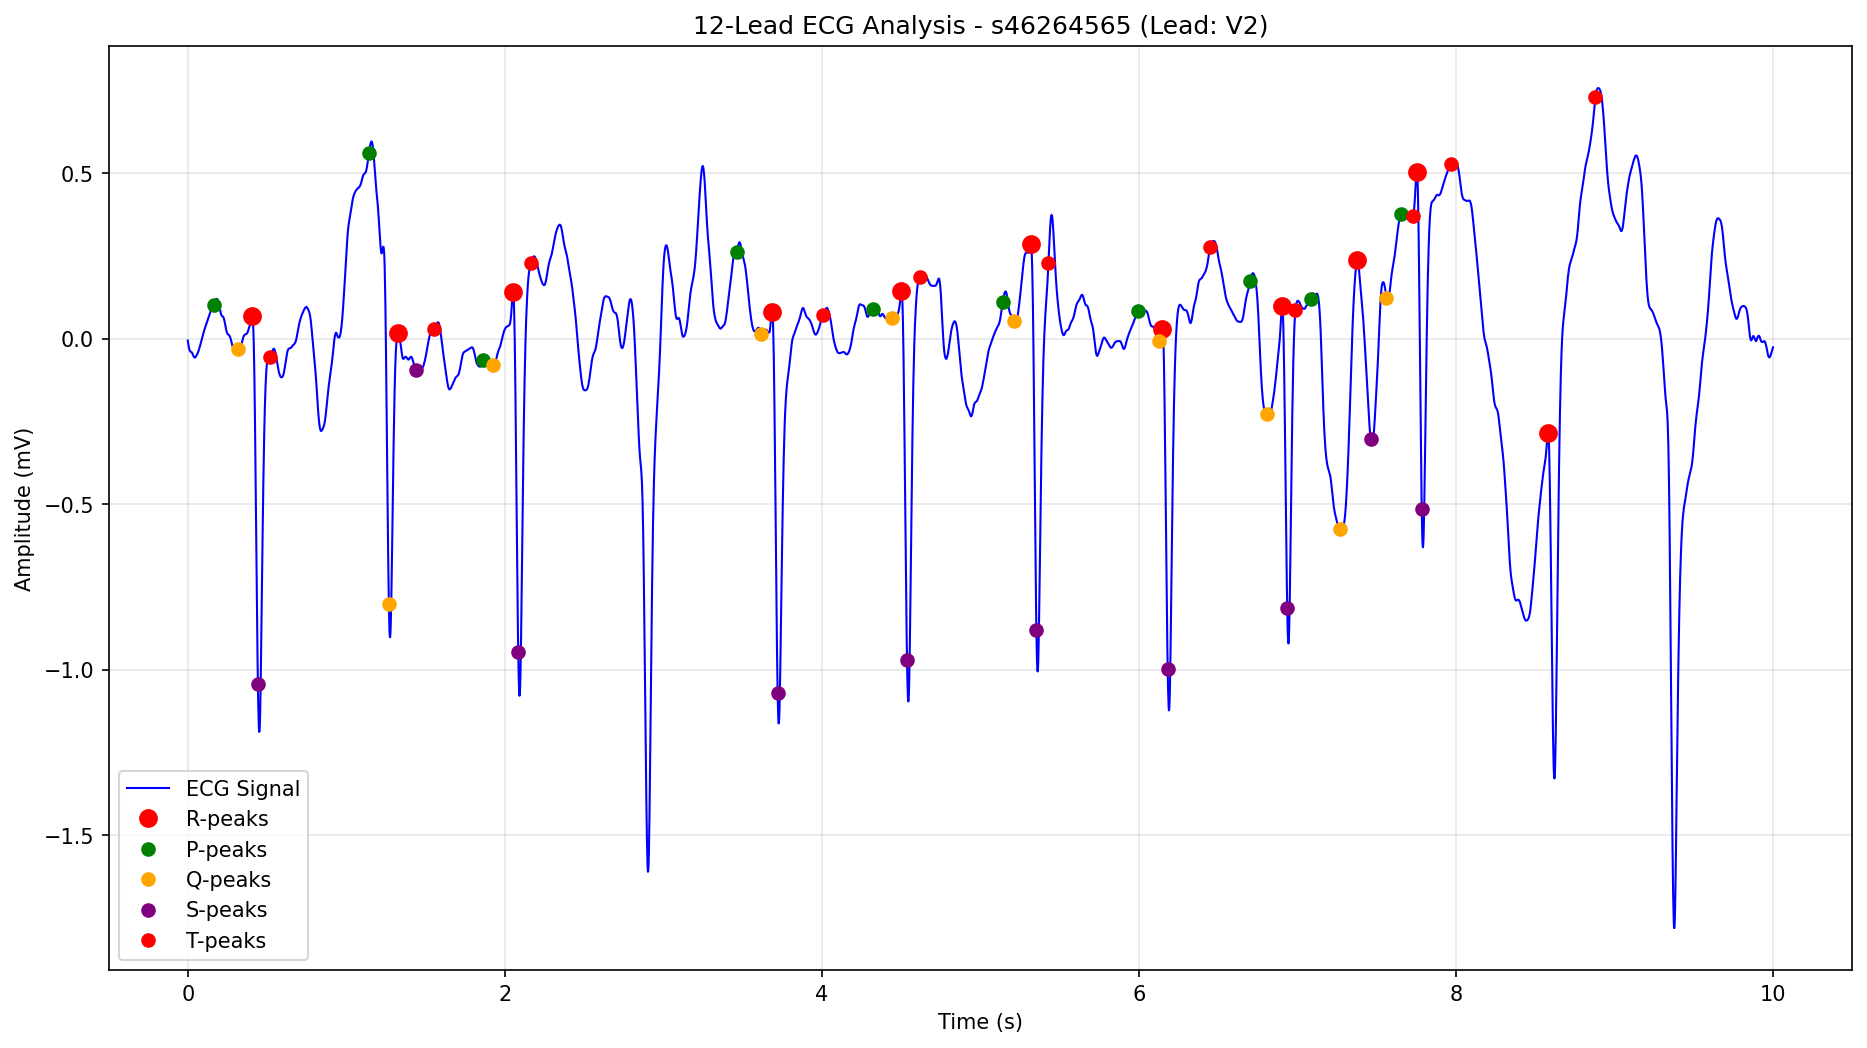 12-Lead ECG Analysis - s46264565 (Lead: V2)
Amplitude (mV)
0.5
0.0
−0.5
−1.0
−1.5
ECG Signal
R-peaks
P-peaks
Q-peaks
S-peaks
T-peaks
0 2 4 6 8 10
Time (s)